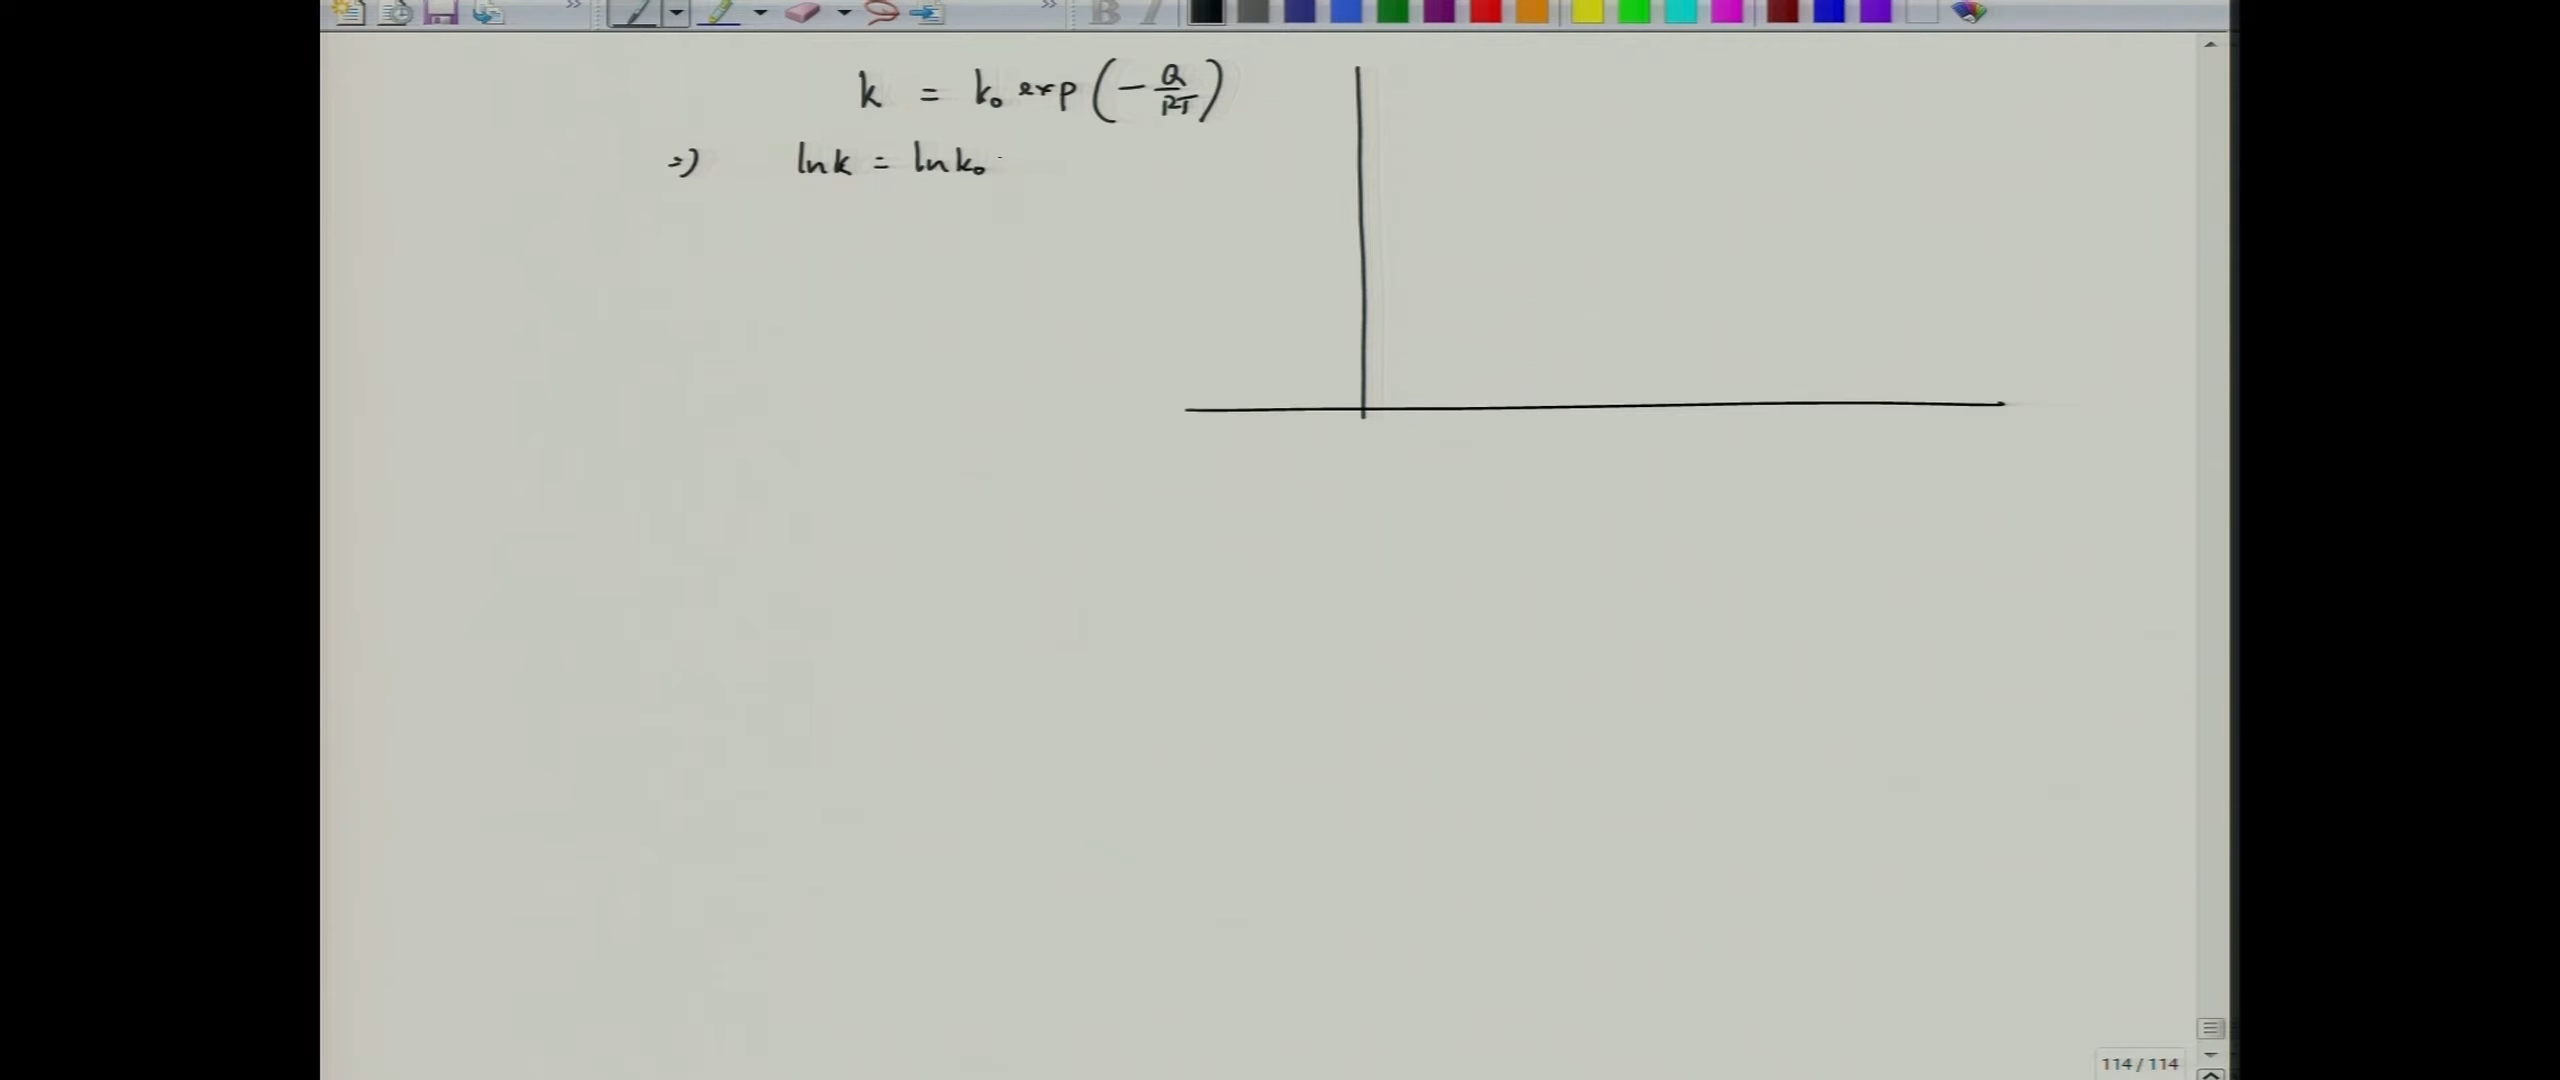 k = k₀ exp(-Q/RT)
=) ln k = ln k₀
B I
114 / 114